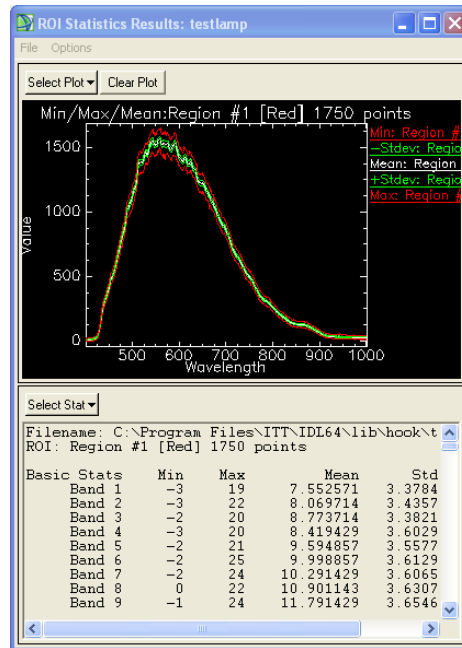 ROI Statistics Results: testlamp
File Options
Select Plot Clear Plot
Min/Max/Mean:Region #1 [Red] 1750 points
Min: Region #
-Stdev: Regio
Mean: Region
+Stdev: Regio
Max: Region #
1500
1000
500
0
Value
500 600 700 800 900 1000
Wavelength
Select Stat
Filename: C:\Program Files\ITT\IDL64\lib\hook\t
ROI: Region #1 [Red] 1750 points
Basic Stats Min Max Mean Std
Band 1 -3 19 7.552571 3.3784
Band 2 -3 22 8.069714 3.4357
Band 3 -2 20 8.773714 3.3821
Band 4 -3 20 8.419429 3.6029
Band 5 -2 21 9.594857 3.5577
Band 6 -2 25 9.998857 3.6129
Band 7 -2 24 10.291429 3.6065
Band 8 0 22 10.901143 3.6307
Band 9 -1 24 11.791429 3.6546